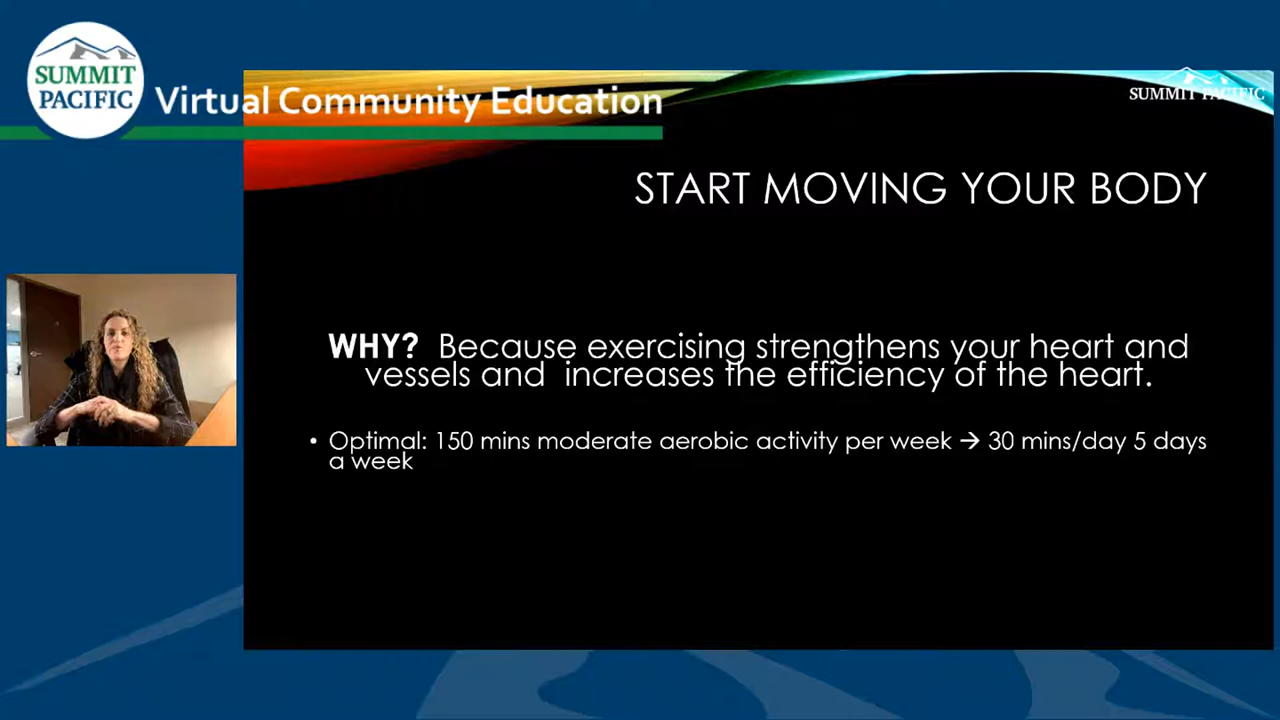 SUMMIT
PACIFIC
Virtual Community Education
SUMMIT PACIFIC
START MOVING YOUR BODY
WHY? Because exercising strengthens your heart and
vessels and increases the efficiency of the heart.
• Optimal: 150 mins moderate aerobic activity per week → 30 mins/day 5 days
a week